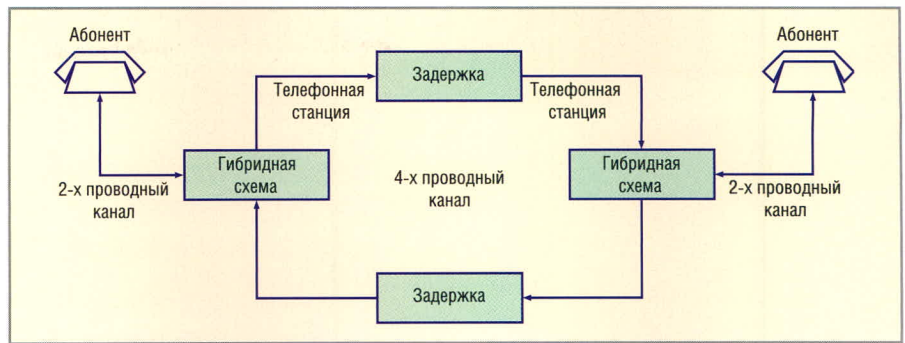 Абонент
Абонент
Задержка
Телефонная
станция
Телефонная
станция
Гибридная
схема
4-х проводный
канал
Гибридная
схема
2-х проводный
канал
2-х проводный
канал
Задержка